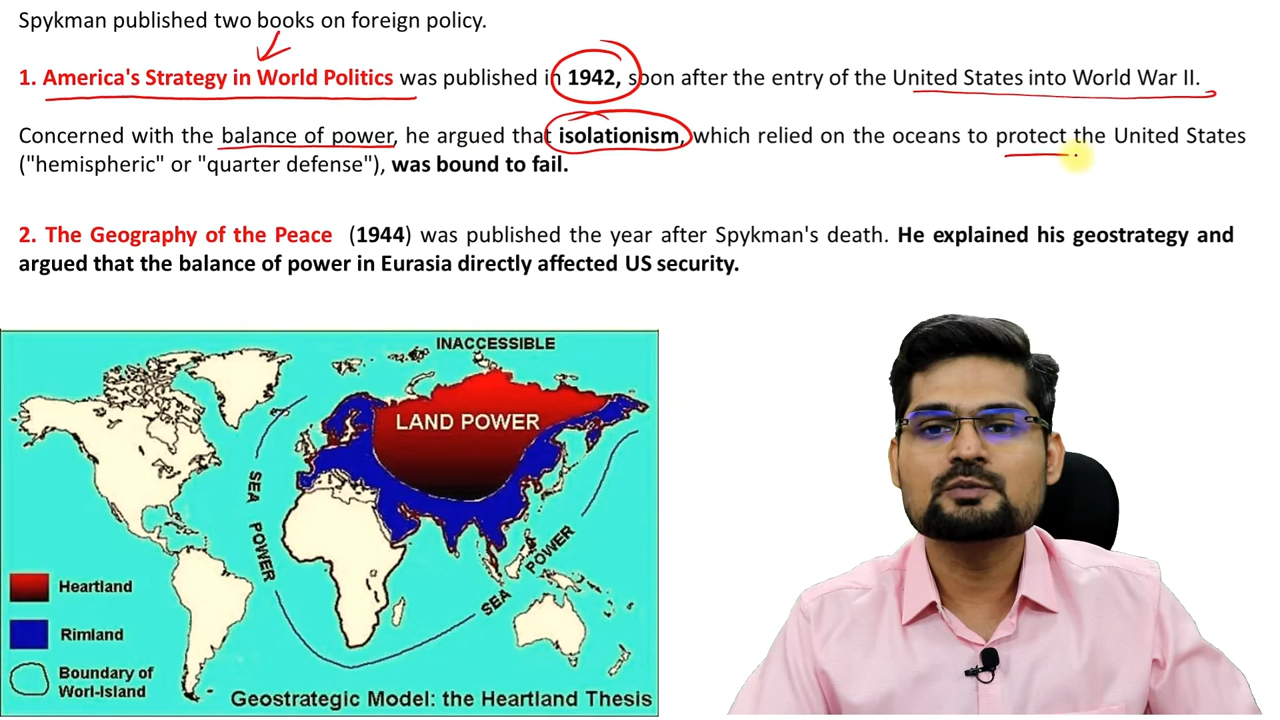 Spykman published two books on foreign policy.
1. America's Strategy in World Politics was published in 1942, soon after the entry of the United States into World War II.
Concerned with the balance of power, he argued that isolationism, which relied on the oceans to protect the United States
("hemispheric" or "quarter defense"), was bound to fail.
2. The Geography of the Peace (1944) was published the year after Spykman's death. He explained his geostrategy and
argued that the balance of power in Eurasia directly affected US security.
INACCESSIBLE
LAND POWER
SEA POWER
SEA POWER
Heartland
Rimland
Boundary of
Worl-Island
Geostrategic Model: the Heartland Thesis